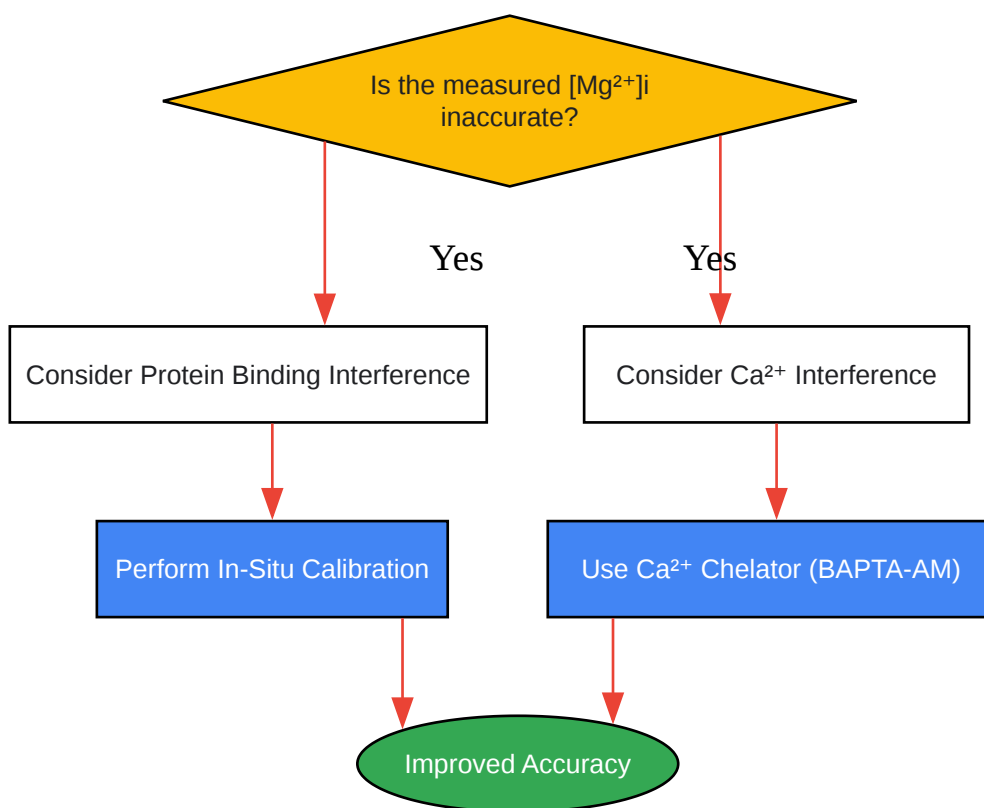 Is the measured [Mg²⁺]i
inaccurate?
Yes
Yes
Consider Protein Binding Interference
Consider Ca²⁺ Interference
Perform In-Situ Calibration
Use Ca²⁺ Chelator (BAPTA-AM)
Improved Accuracy